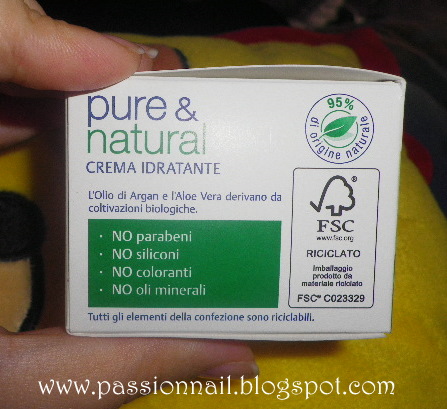 pure &
natural
CREMA IDRATANTE
95%
di origine naturale
L'Olio di Argan e l'Aloe Vera derivano da
coltivazioni biologiche.
· NO parabeni
· NO siliconi
· NO coloranti
· NO oli minerali
Tutti gli elementi della confezione sono riciclabili.
®
FSC
www.fsc.org
RICICLATO
Imballaggio
prodotto da
materiale riciclato
FSC® C023329
www.passionnail.blogspot.com